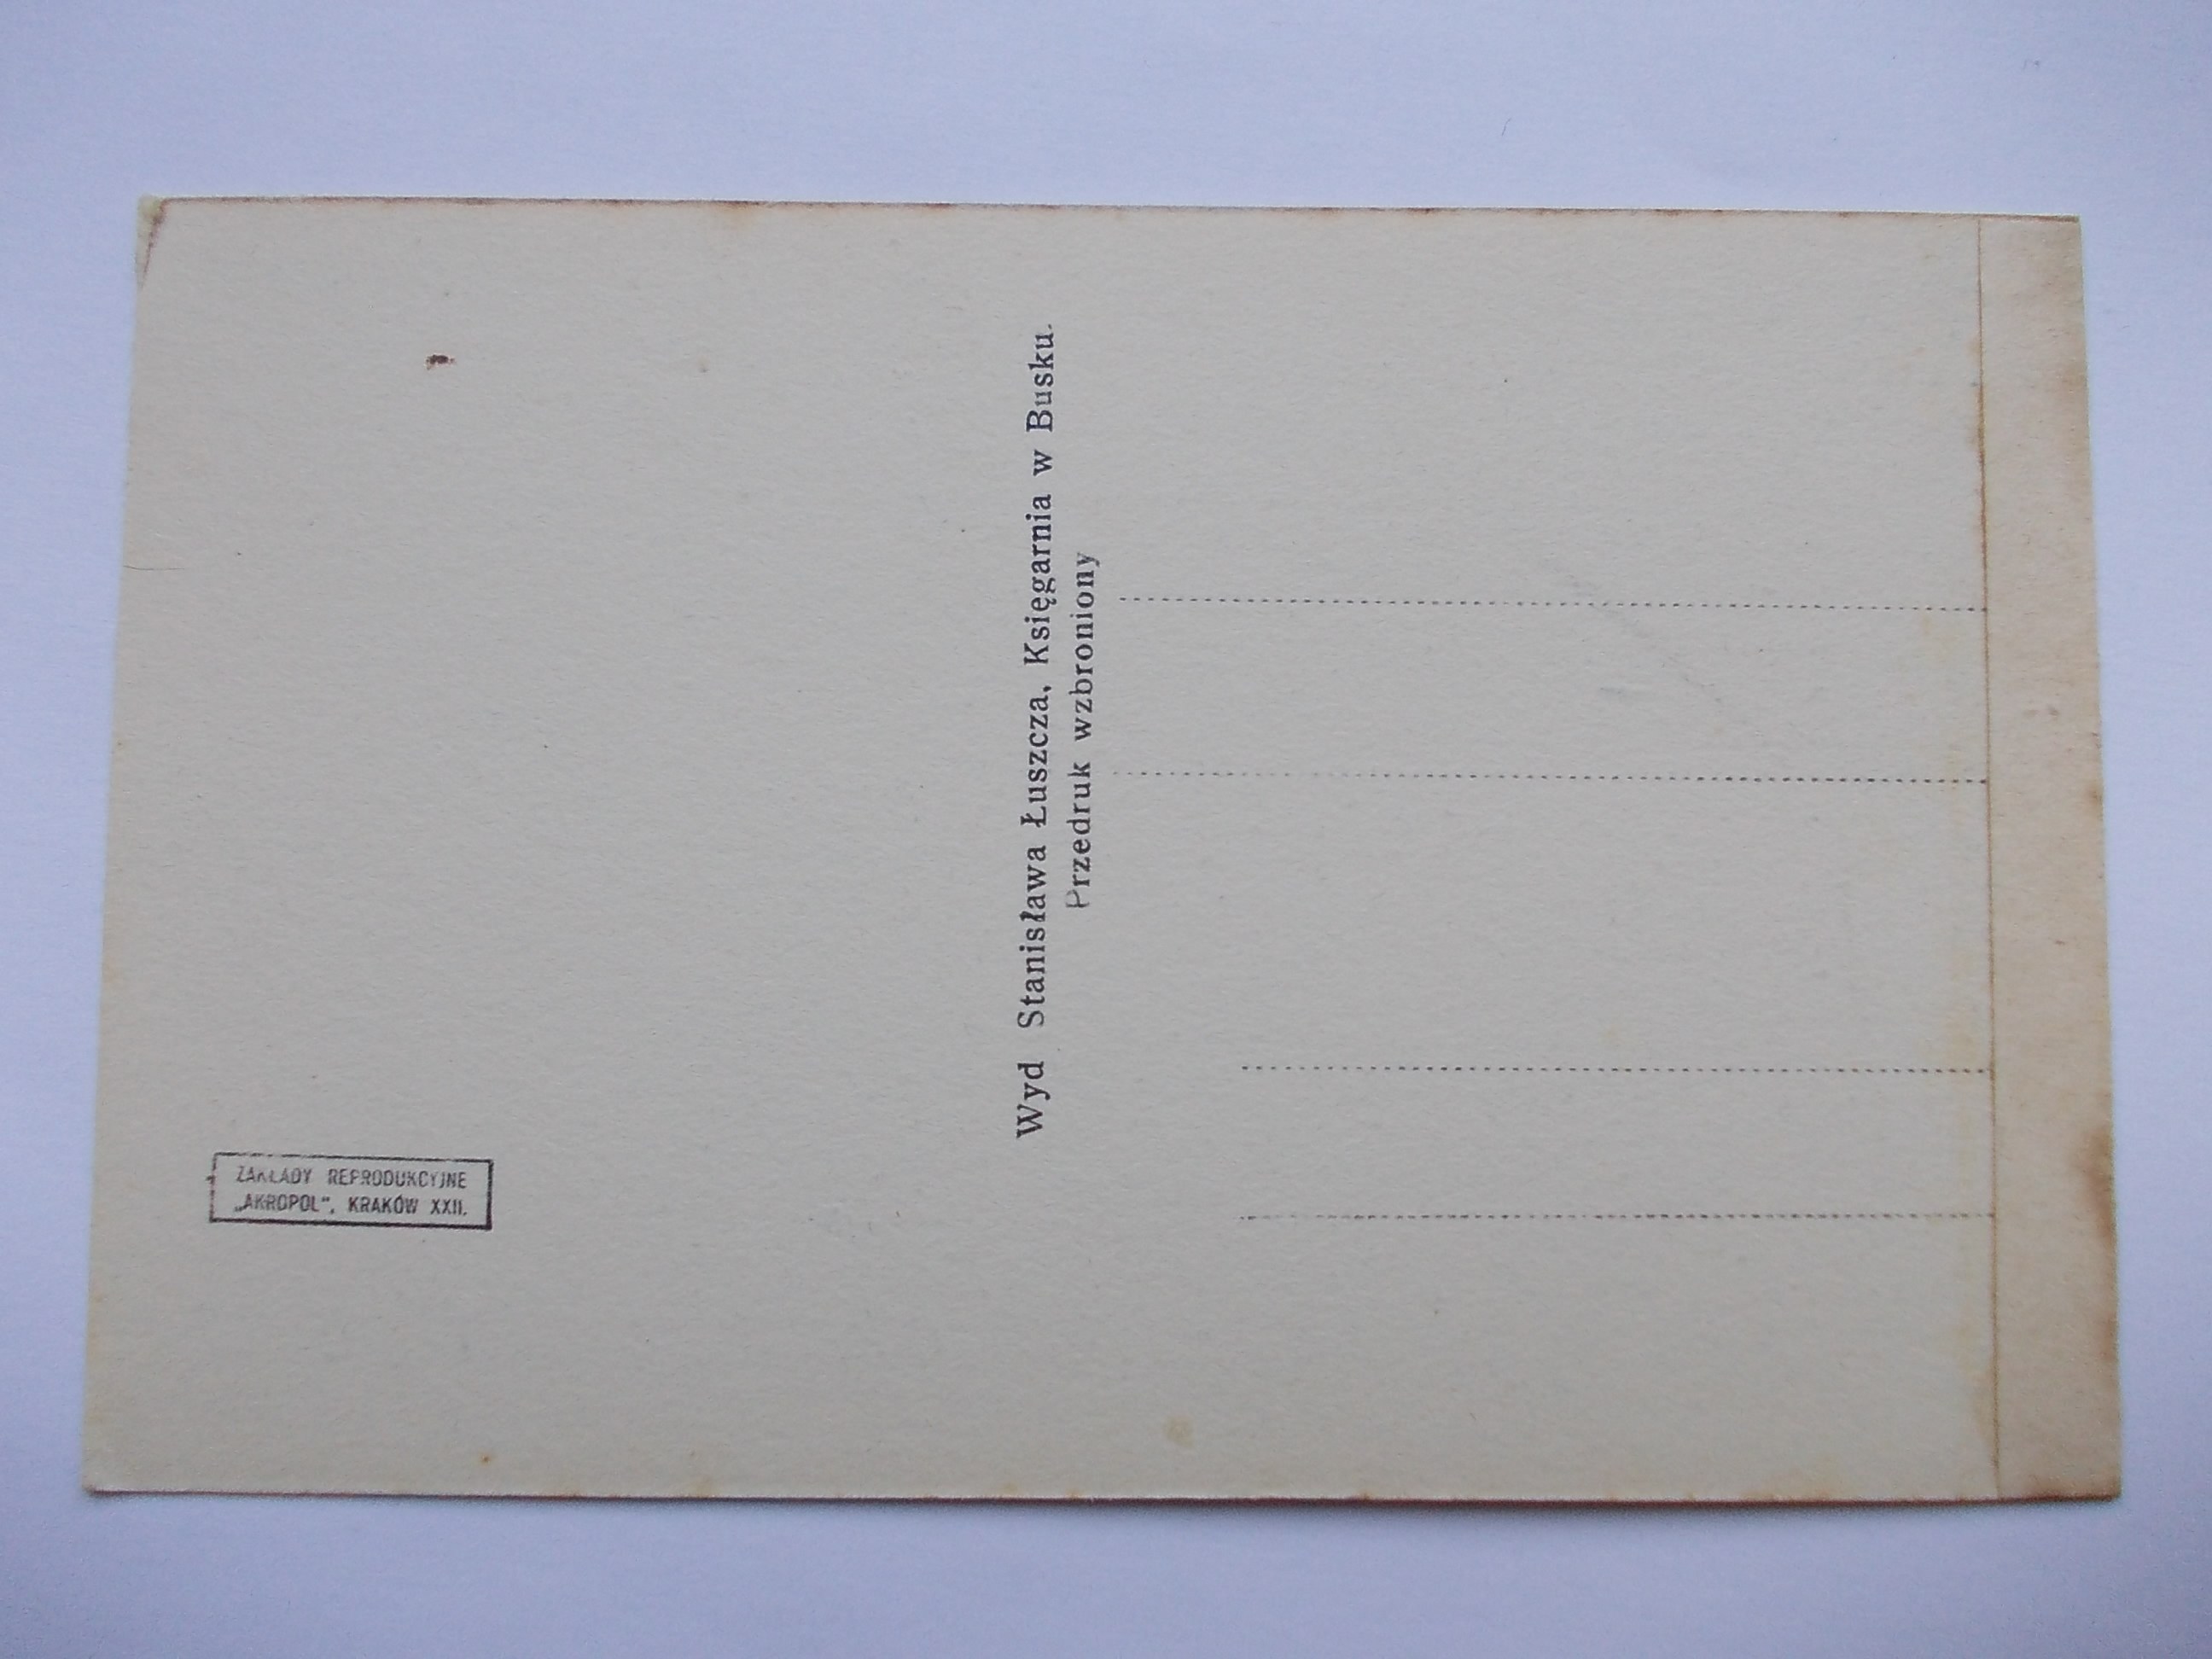 Wyd Stanisława Łuszcza, Księgarnia w Busku.
Przedruk wzbroniony
ZAKŁADY REPRODUKCYJNE
„AKROPOL“, KRAKÓW XXII.